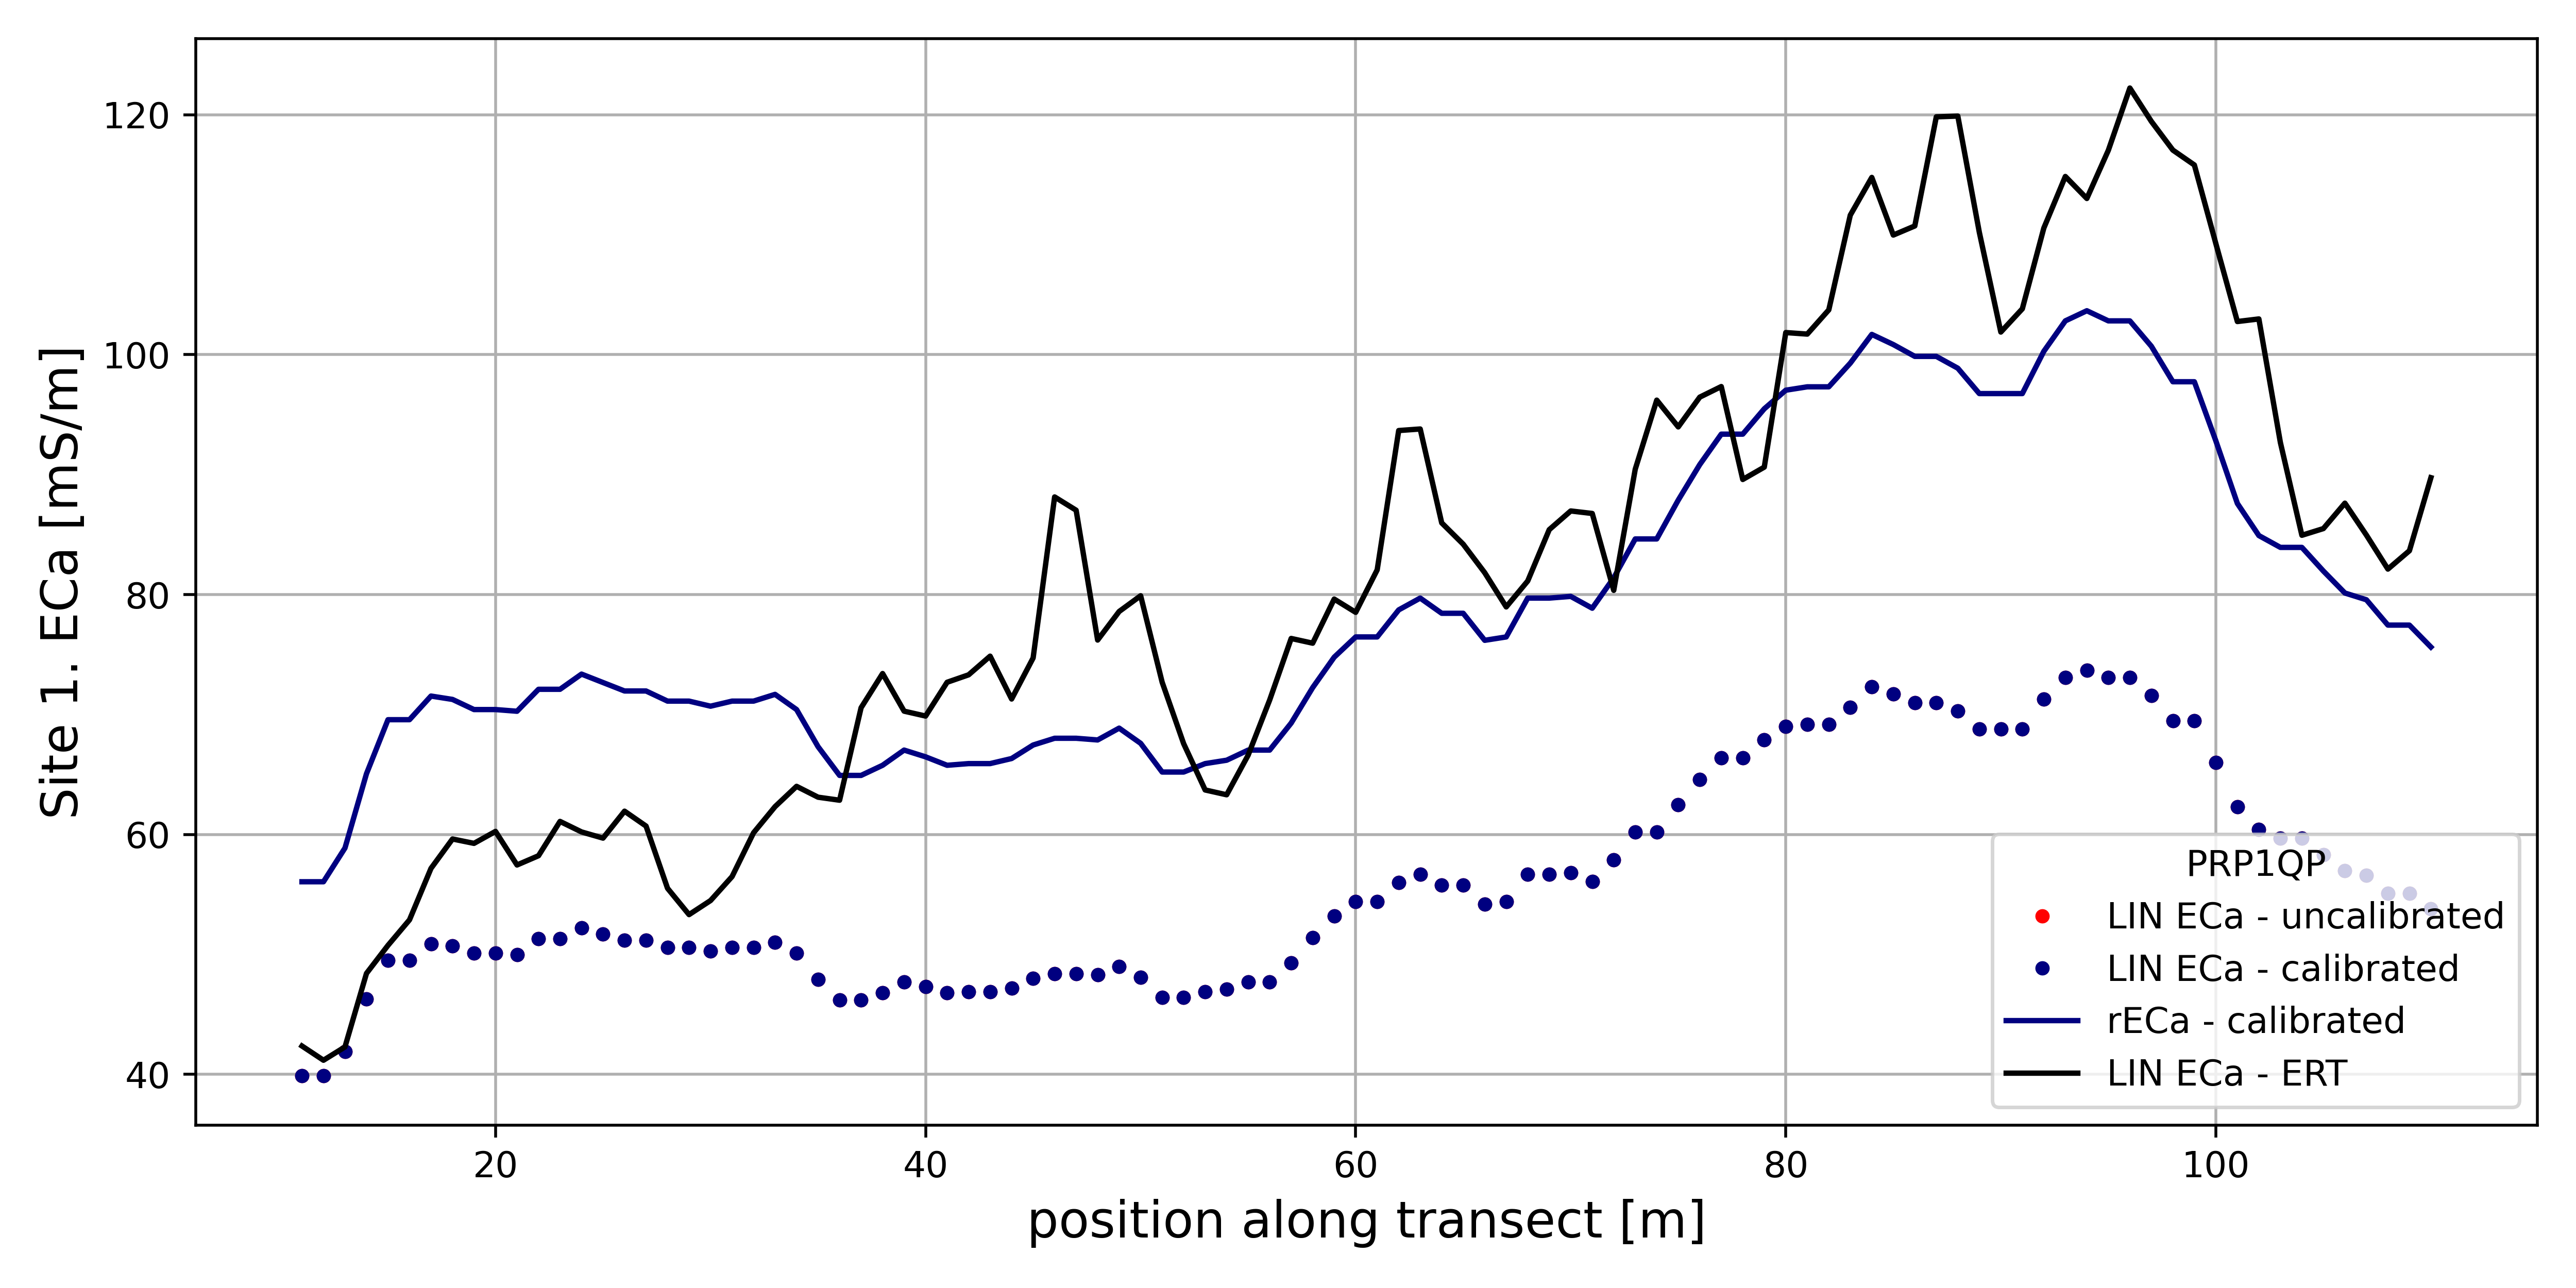 Site 1. ECa [mS/m]
120
100
80
60
40
20
40
60
80
100
position along transect [m]
PRP1QP
LIN ECa - uncalibrated
LIN ECa - calibrated
rECa - calibrated
LIN ECa - ERT